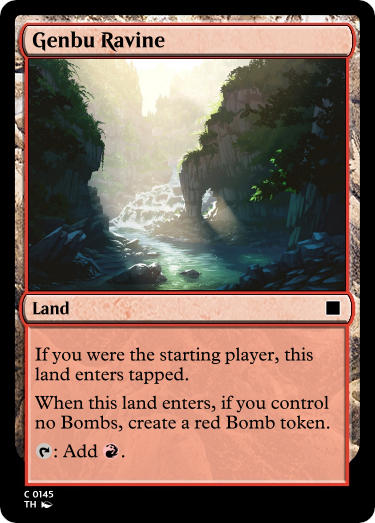 Genbu Ravine
Land
If you were the starting player, this
land enters tapped.
When this land enters, if you control
no Bombs, create a red Bomb token.
: Add .
C 0145
TH